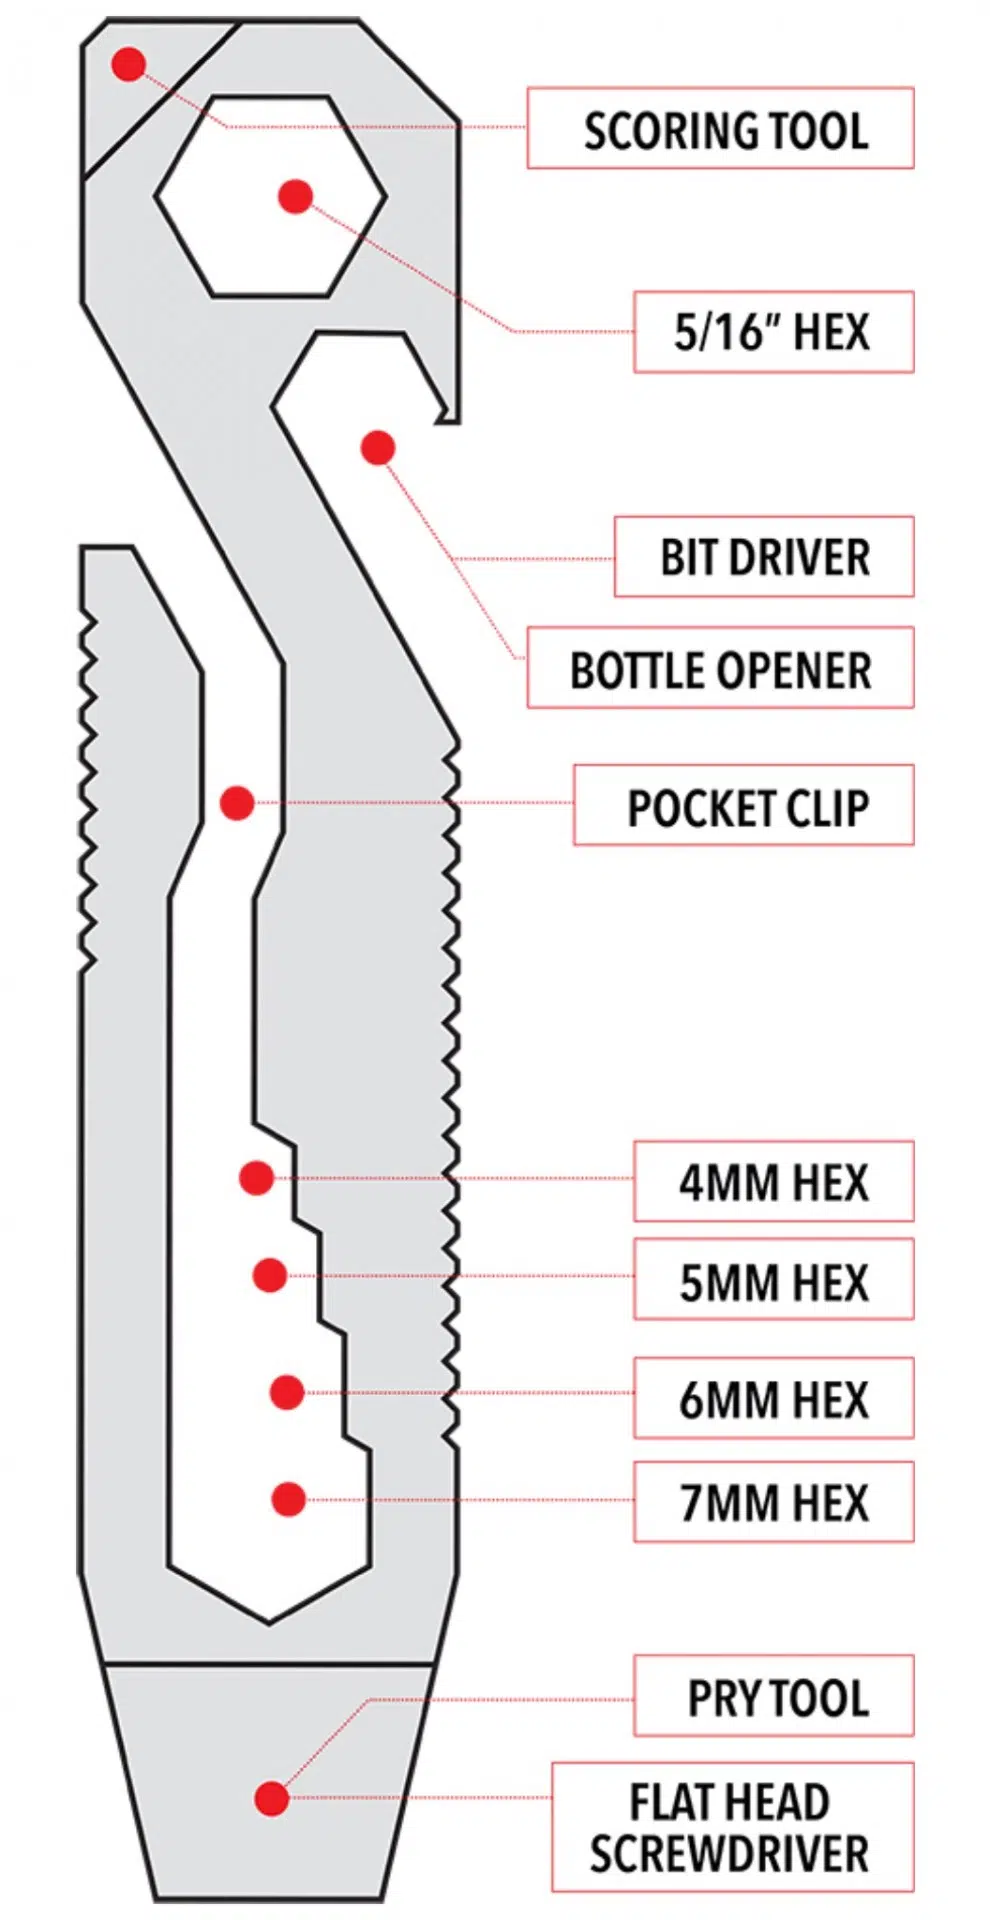 SCORING TOOL
5/16” HEX
BIT DRIVER
BOTTLE OPENER
POCKET CLIP
4MM HEX
5MM HEX
6MM HEX
7MM HEX
PRY TOOL
FLAT HEAD
SCREWDRIVER